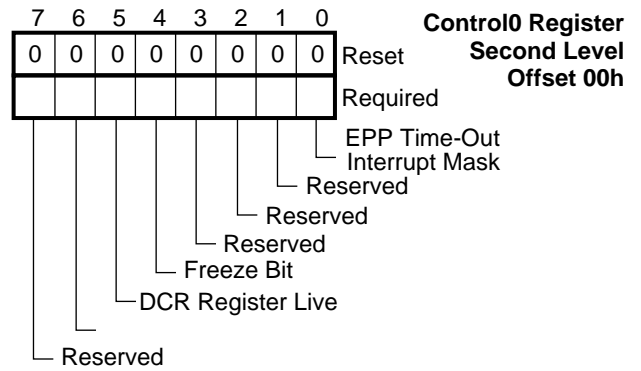 7 6 5 4 3 2 1 0
Control0 Register
Second Level
Offset 00h
0 0 0 0 0 0 0 0 Reset
Required
EPP Time-Out
Interrupt Mask
Reserved
Reserved
Reserved
Freeze Bit
DCR Register Live
Reserved